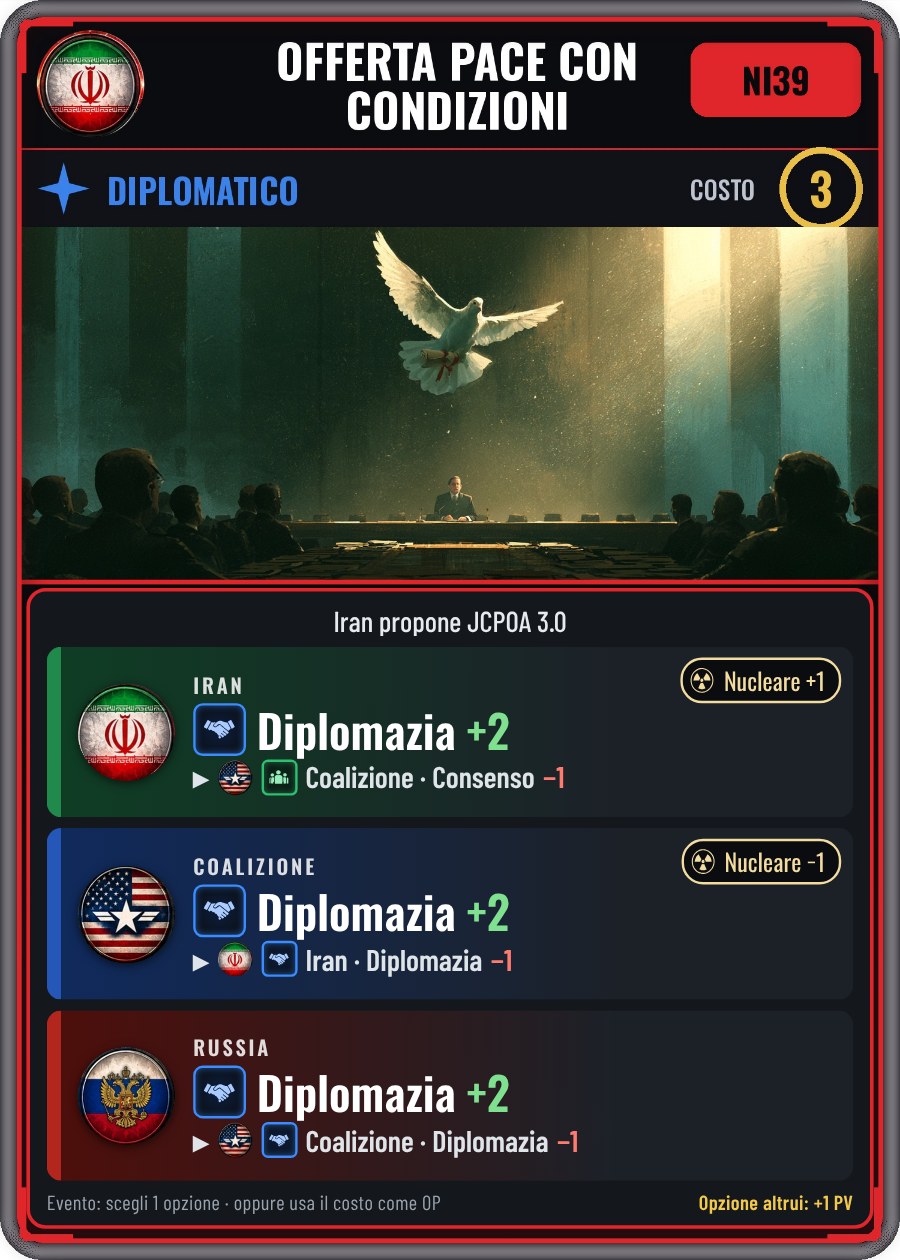 OFFERTA PACE CON
CONDIZIONI
NI39
DIPLOMATICO
COSTO
3
Iran propone JCPOA 3.0
IRAN
Nucleare +1
Diplomazia +2
▶ Coalizione · Consenso −1
COALIZIONE
Nucleare −1
Diplomazia +2
▶ Iran · Diplomazia −1
RUSSIA
Diplomazia +2
▶ Coalizione · Diplomazia −1
Evento: scegli 1 opzione · oppure usa il costo come OP
Opzione altrui: +1 PV